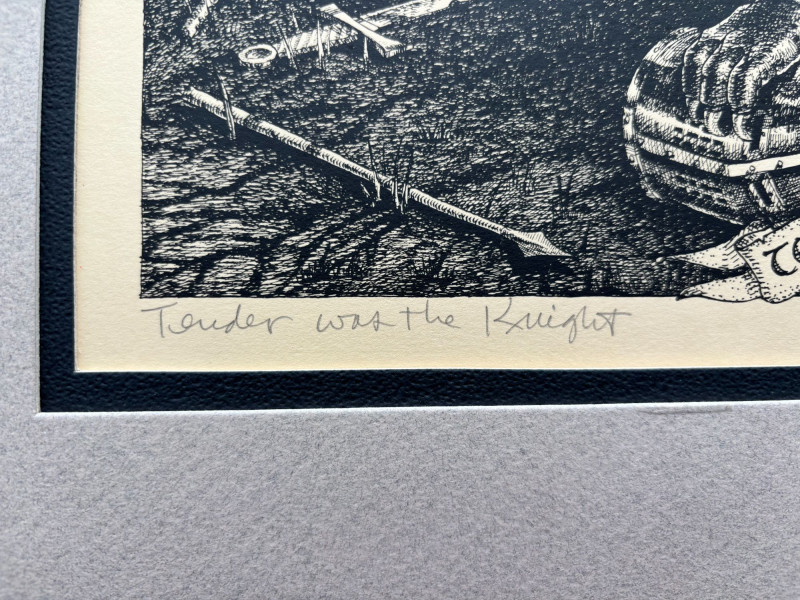 Tender was the Knight